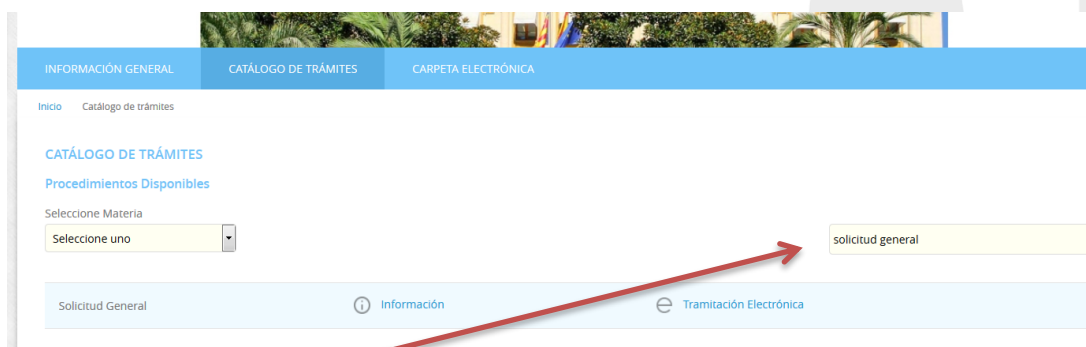 INFORMACIÓN GENERAL CATÁLOGO DE TRÁMITES CARPETA ELECTRÓNICA
Inicio Catálogo de trámites
CATÁLOGO DE TRÁMITES
Procedimientos Disponibles
Seleccione Materia
Seleccione uno solicitud general
Solicitud General Información Tramitación Electrónica